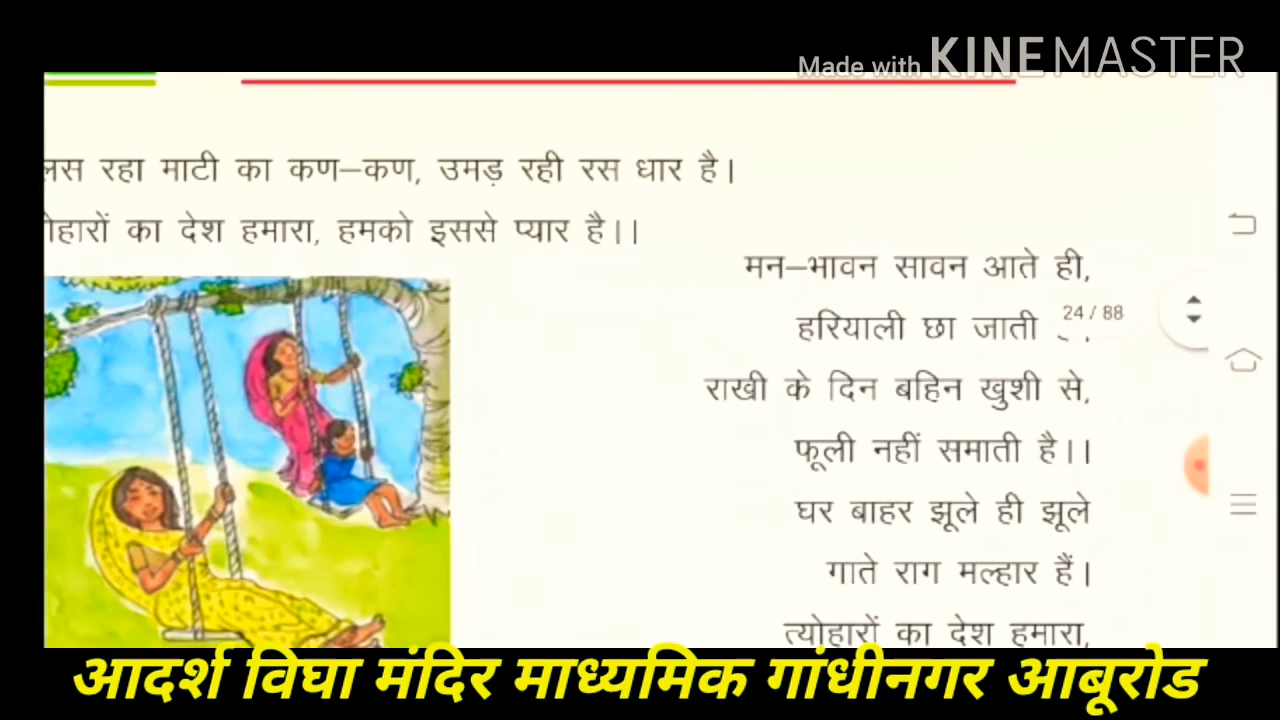 Made with KINEMASTER
रहा माटी का कण–कण, उमड़ रही रस धार है।
का देश हमारा, हमको इससे प्यार है।।
मन–भावन सावन आते ही,
हरियाली छा जाती
24 / 88
राखी के दिन बहिन खुशी से,
फूली नहीं समाती है।।
घर बाहर झूले ही झूले
गाते राग मल्हार हैं।
त्योहारों का देश हमारा,
आदर्श विघा मंदिर माध्यमिक गांधीनगर आबूरोड